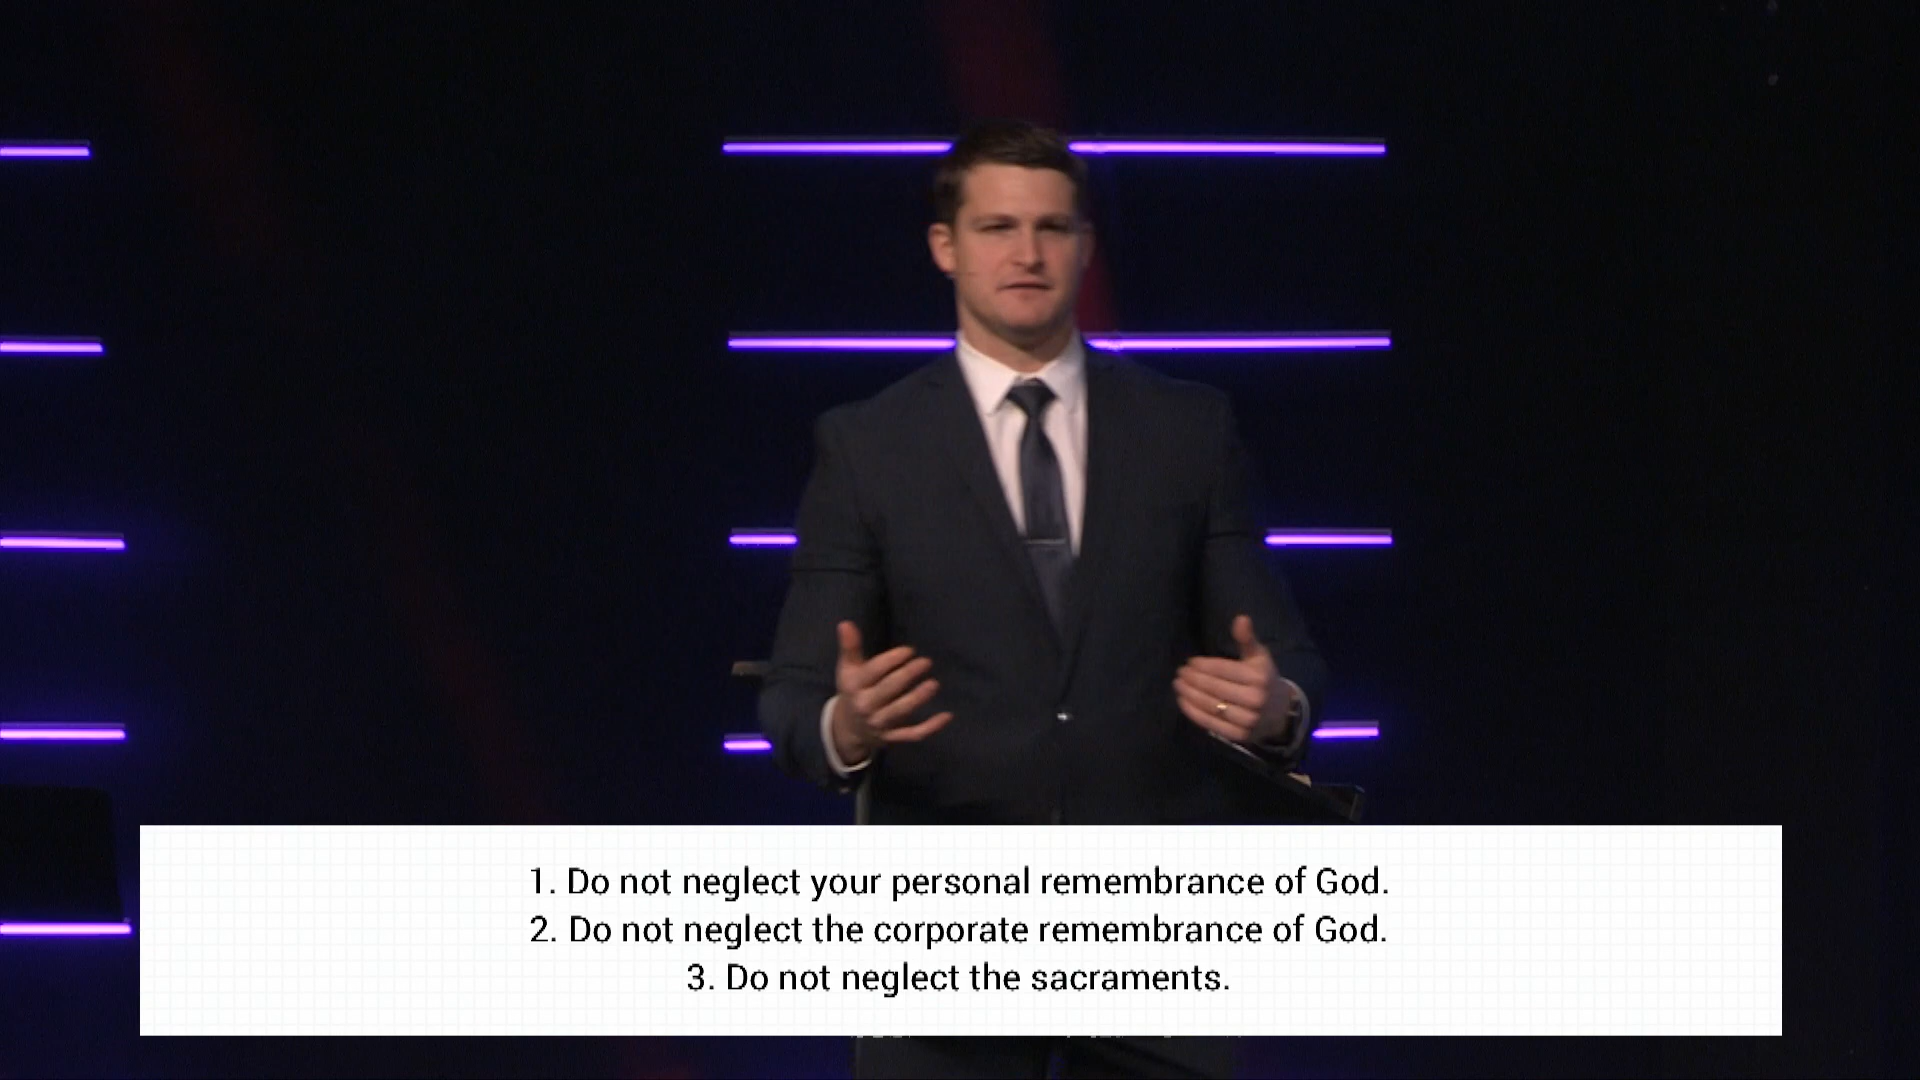 1. Do not neglect your personal remembrance of God.
2. Do not neglect the corporate remembrance of God.
3. Do not neglect the sacraments.